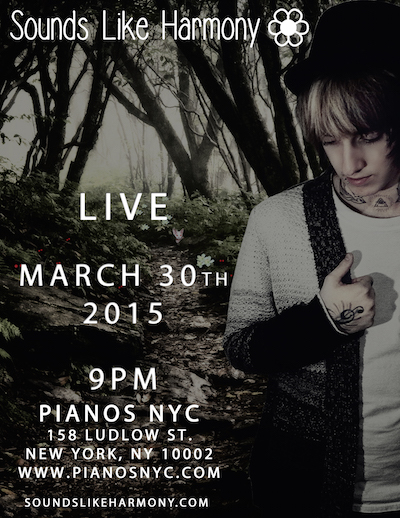 Sounds Like Harmony
LIVE
MARCH 30TH
2015
9PM
PIANOS NYC
158 LUDLOW ST.
NEW YORK, NY 10002
WWW.PIANOSNYC.COM
SOUNDSLIKEHARMONY.COM